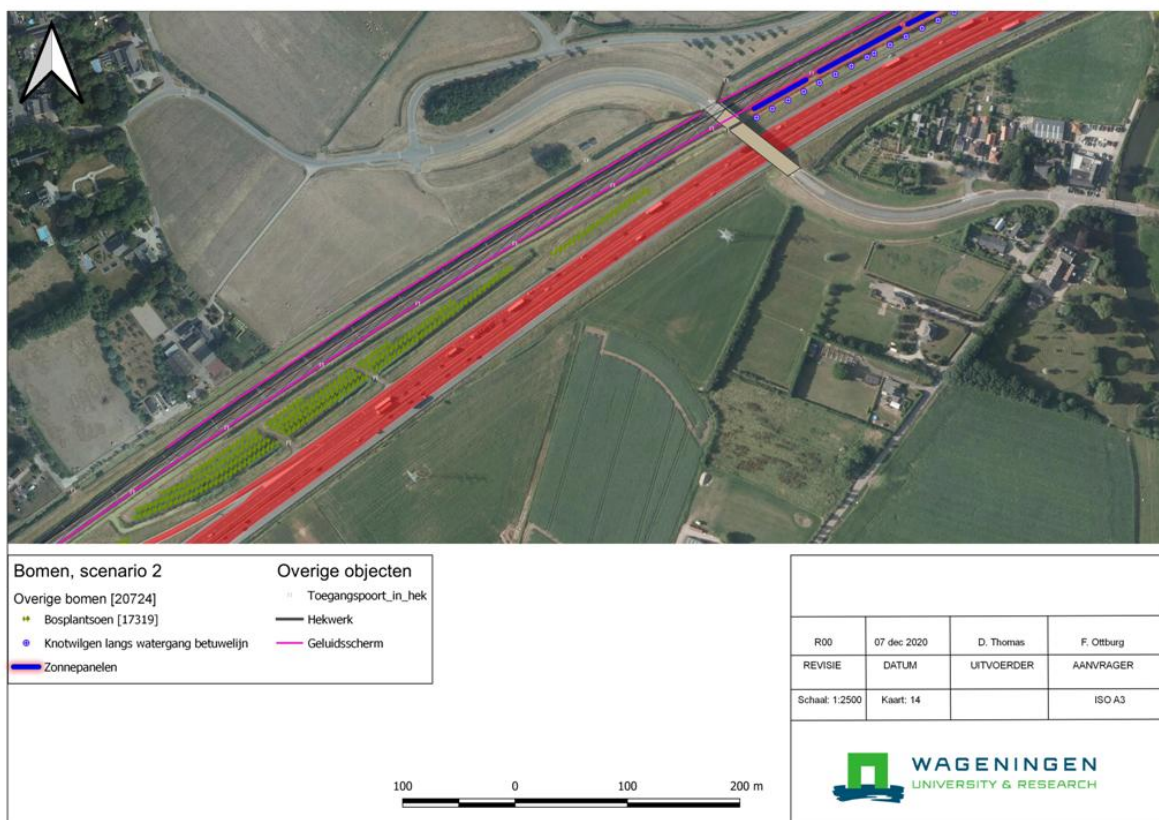 Bomen, scenario 2
Overige bomen [20724]
Bosplantsoen [17319]
Knotwilgen langs watergang betuwelijn
Zonnepanelen
Overige objecten
Toegangspoort_in_hek
Hekwerk
Geluidsscherm
R00 07 dec 2020 D. Thomas F. Ottburg
REVISIE DATUM UITVOERDER AANVRAGER
Schaal: 1:2500 Kaart: 14 ISO A3
100 0 100 200 m
WAGENINGEN
UNIVERSITY & RESEARCH